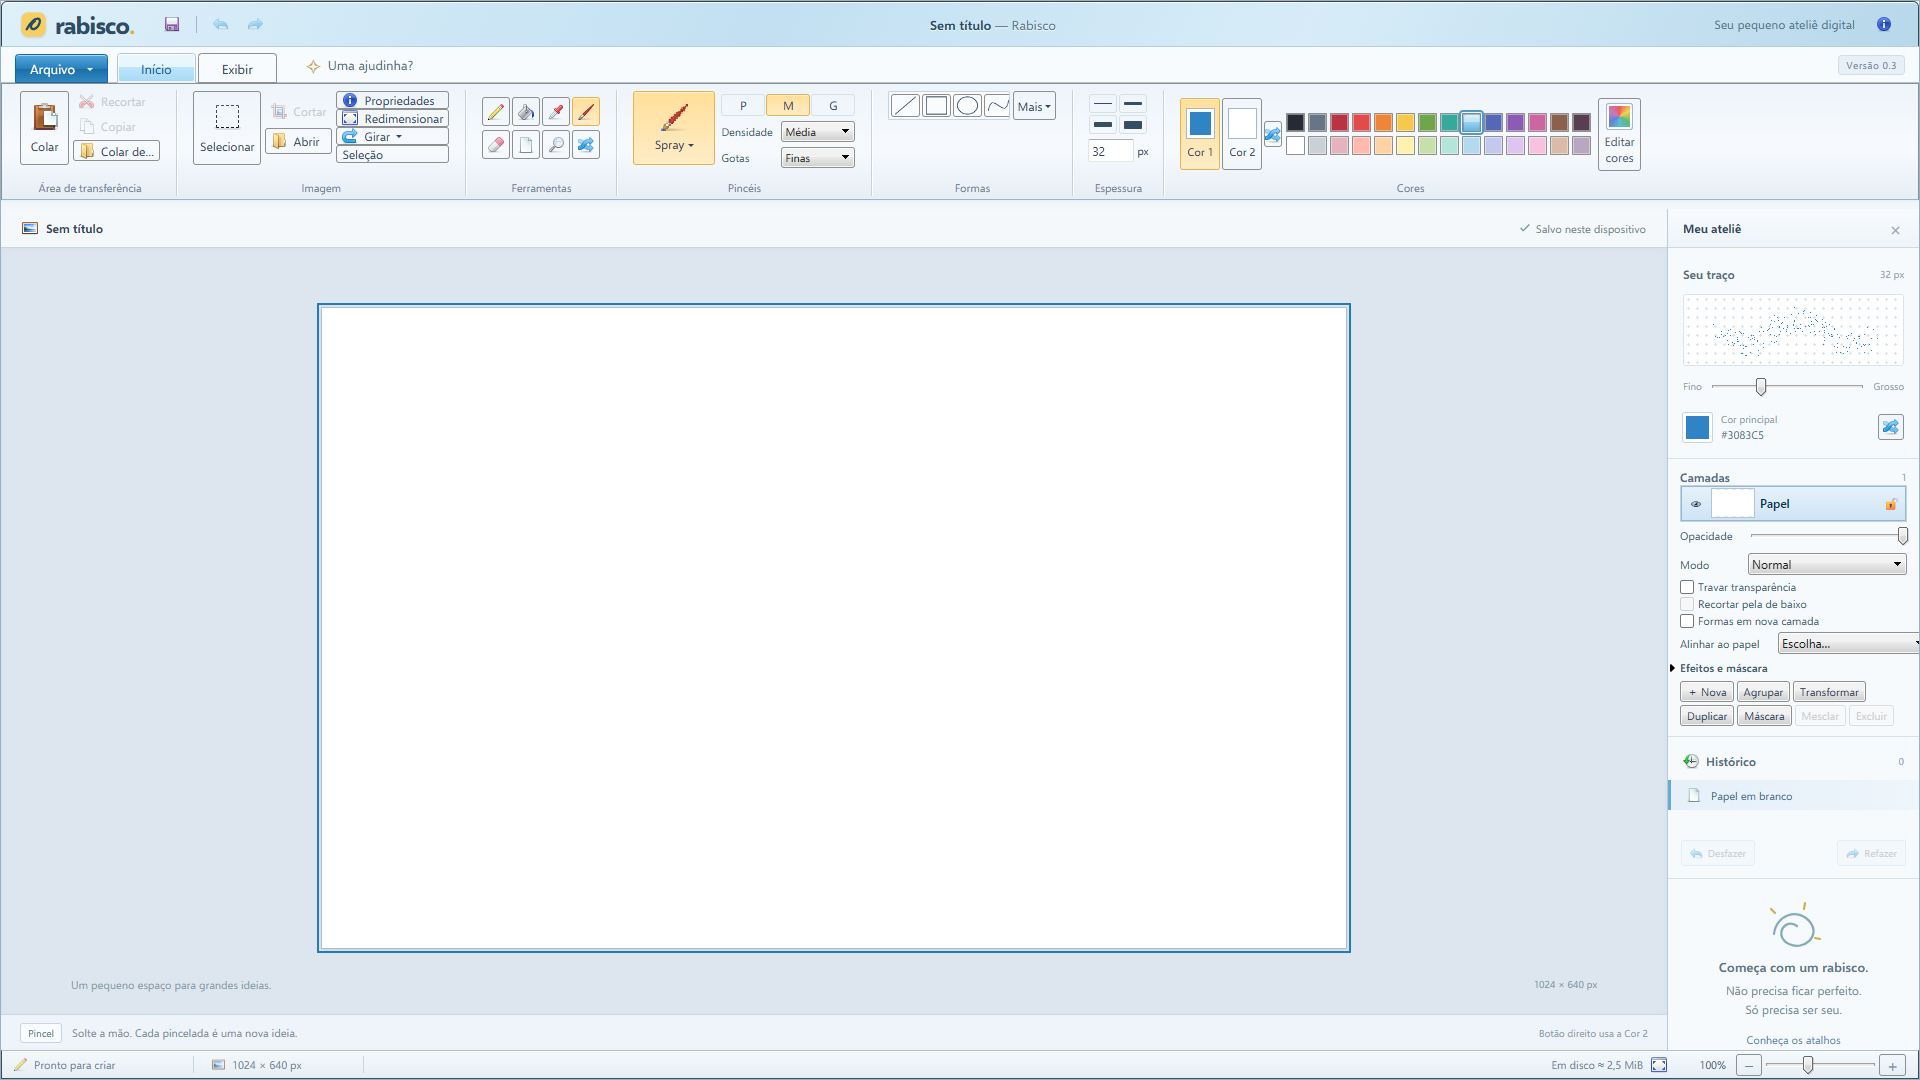 rabisco.
Sem título — Rabisco
Seu pequeno ateliê digital
Arquivo
Início
Exibir
Uma ajudinha?
Versão 0.3
Colar
Recortar
Copiar
Colar de...
Área de transferência
Selecionar
Cortar
Abrir
Propriedades
Redimensionar
Girar
Seleção
Imagem
Ferramentas
Spray
P M G
Densidade Média
Gotas Finas
Pincéis
Mais
Formas
32 px
Espessura
Cor 1
Cor 2
Editar cores
Cores
Sem título
Salvo neste dispositivo
Meu ateliê
Seu traço 32 px
Fino Grosso
Cor principal
#3083C5
Camadas 1
Papel
Opacidade
Modo Normal
Travar transparência
Recortar pela de baixo
Formas em nova camada
Alinhar ao papel Escolha...
Efeitos e máscara
+ Nova Agrupar Transformar
Duplicar Máscara Mesclar Excluir
Histórico 0
Papel em branco
Desfazer Refazer
Começa com um rabisco.
Não precisa ficar perfeito.
Só precisa ser seu.
Conheça os atalhos
Um pequeno espaço para grandes ideias.
1024 × 640 px
Pincel Solte a mão. Cada pincelada é uma nova ideia.
Botão direito usa a Cor 2
Pronto para criar
1024 × 640 px
Em disco ≈ 2,5 MiB
100%